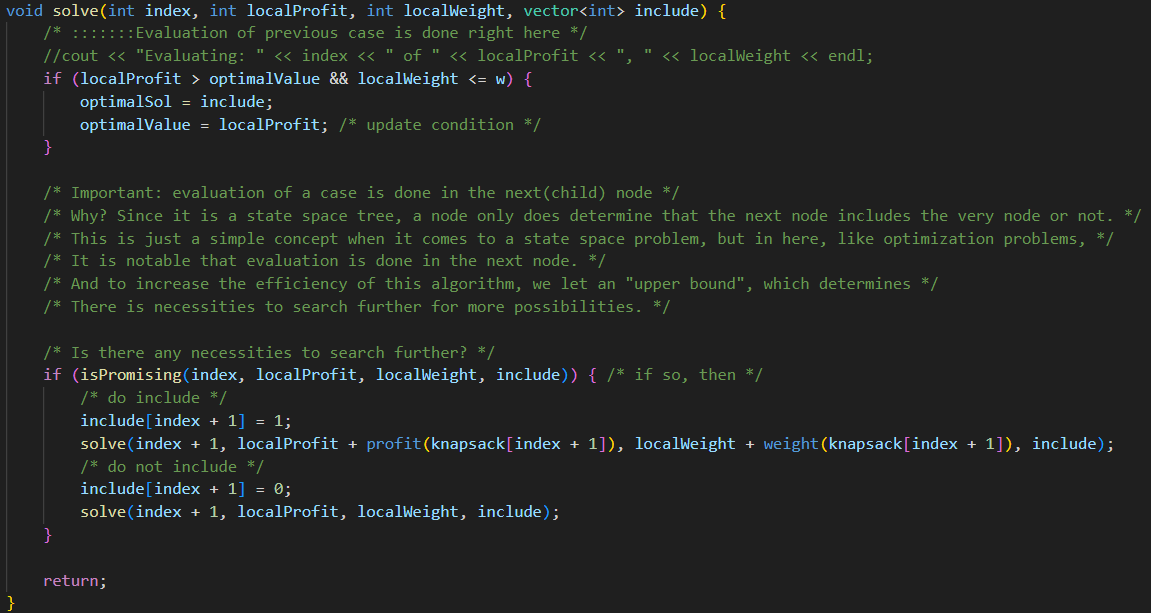 void solve(int index, int localProfit, int localWeight, vector<int> include) {
/* :::::::Evaluation of previous case is done right here */
//cout << "Evaluating: " << index << " of " << localProfit << ", " << localWeight << endl;
if (localProfit > optimalValue && localWeight <= w) {
optimalSol = include;
optimalValue = localProfit; /* update condition */
}
/* Important: evaluation of a case is done in the next(child) node */
/* Why? Since it is a state space tree, a node only does determine that the next node includes the very node or not. */
/* This is just a simple concept when it comes to a state space problem, but in here, like optimization problems, */
/* It is notable that evaluation is done in the next node. */
/* And to increase the efficiency of this algorithm, we let an "upper bound", which determines */
/* There is necessities to search further for more possibilities. */
/* Is there any necessities to search further? */
if (isPromising(index, localProfit, localWeight, include)) { /* if so, then */
/* do include */
include[index + 1] = 1;
solve(index + 1, localProfit + profit(knapsack[index + 1]), localWeight + weight(knapsack[index + 1]), include);
/* do not include */
include[index + 1] = 0;
solve(index + 1, localProfit, localWeight, include);
}
return;
}